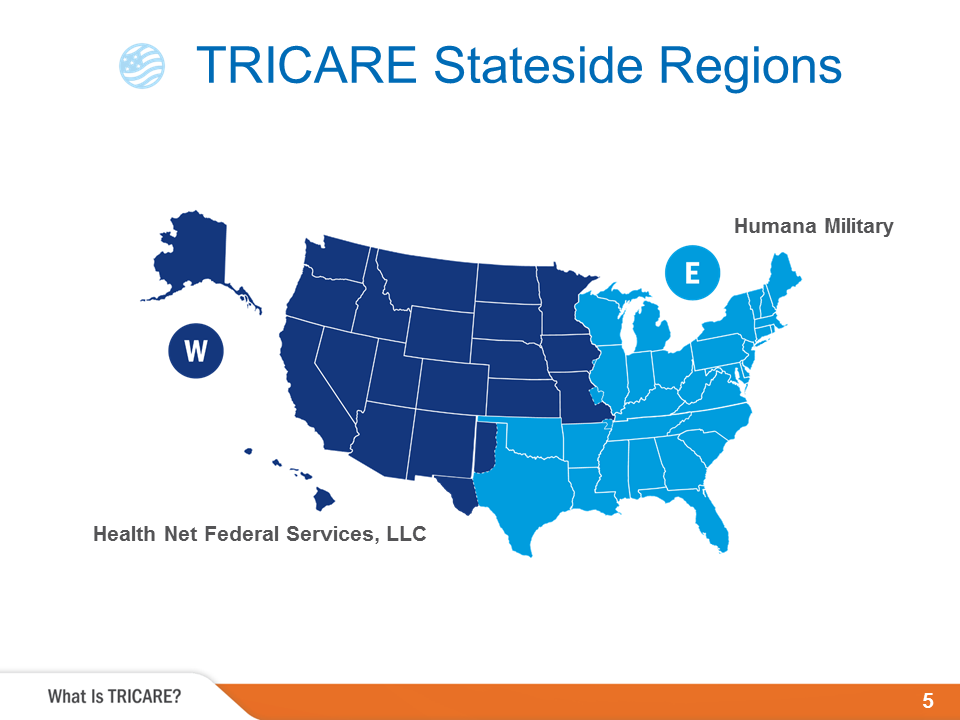 TRICARE Stateside Regions
Humana Military
E
W
Health Net Federal Services, LLC
What Is TRICARE?
5